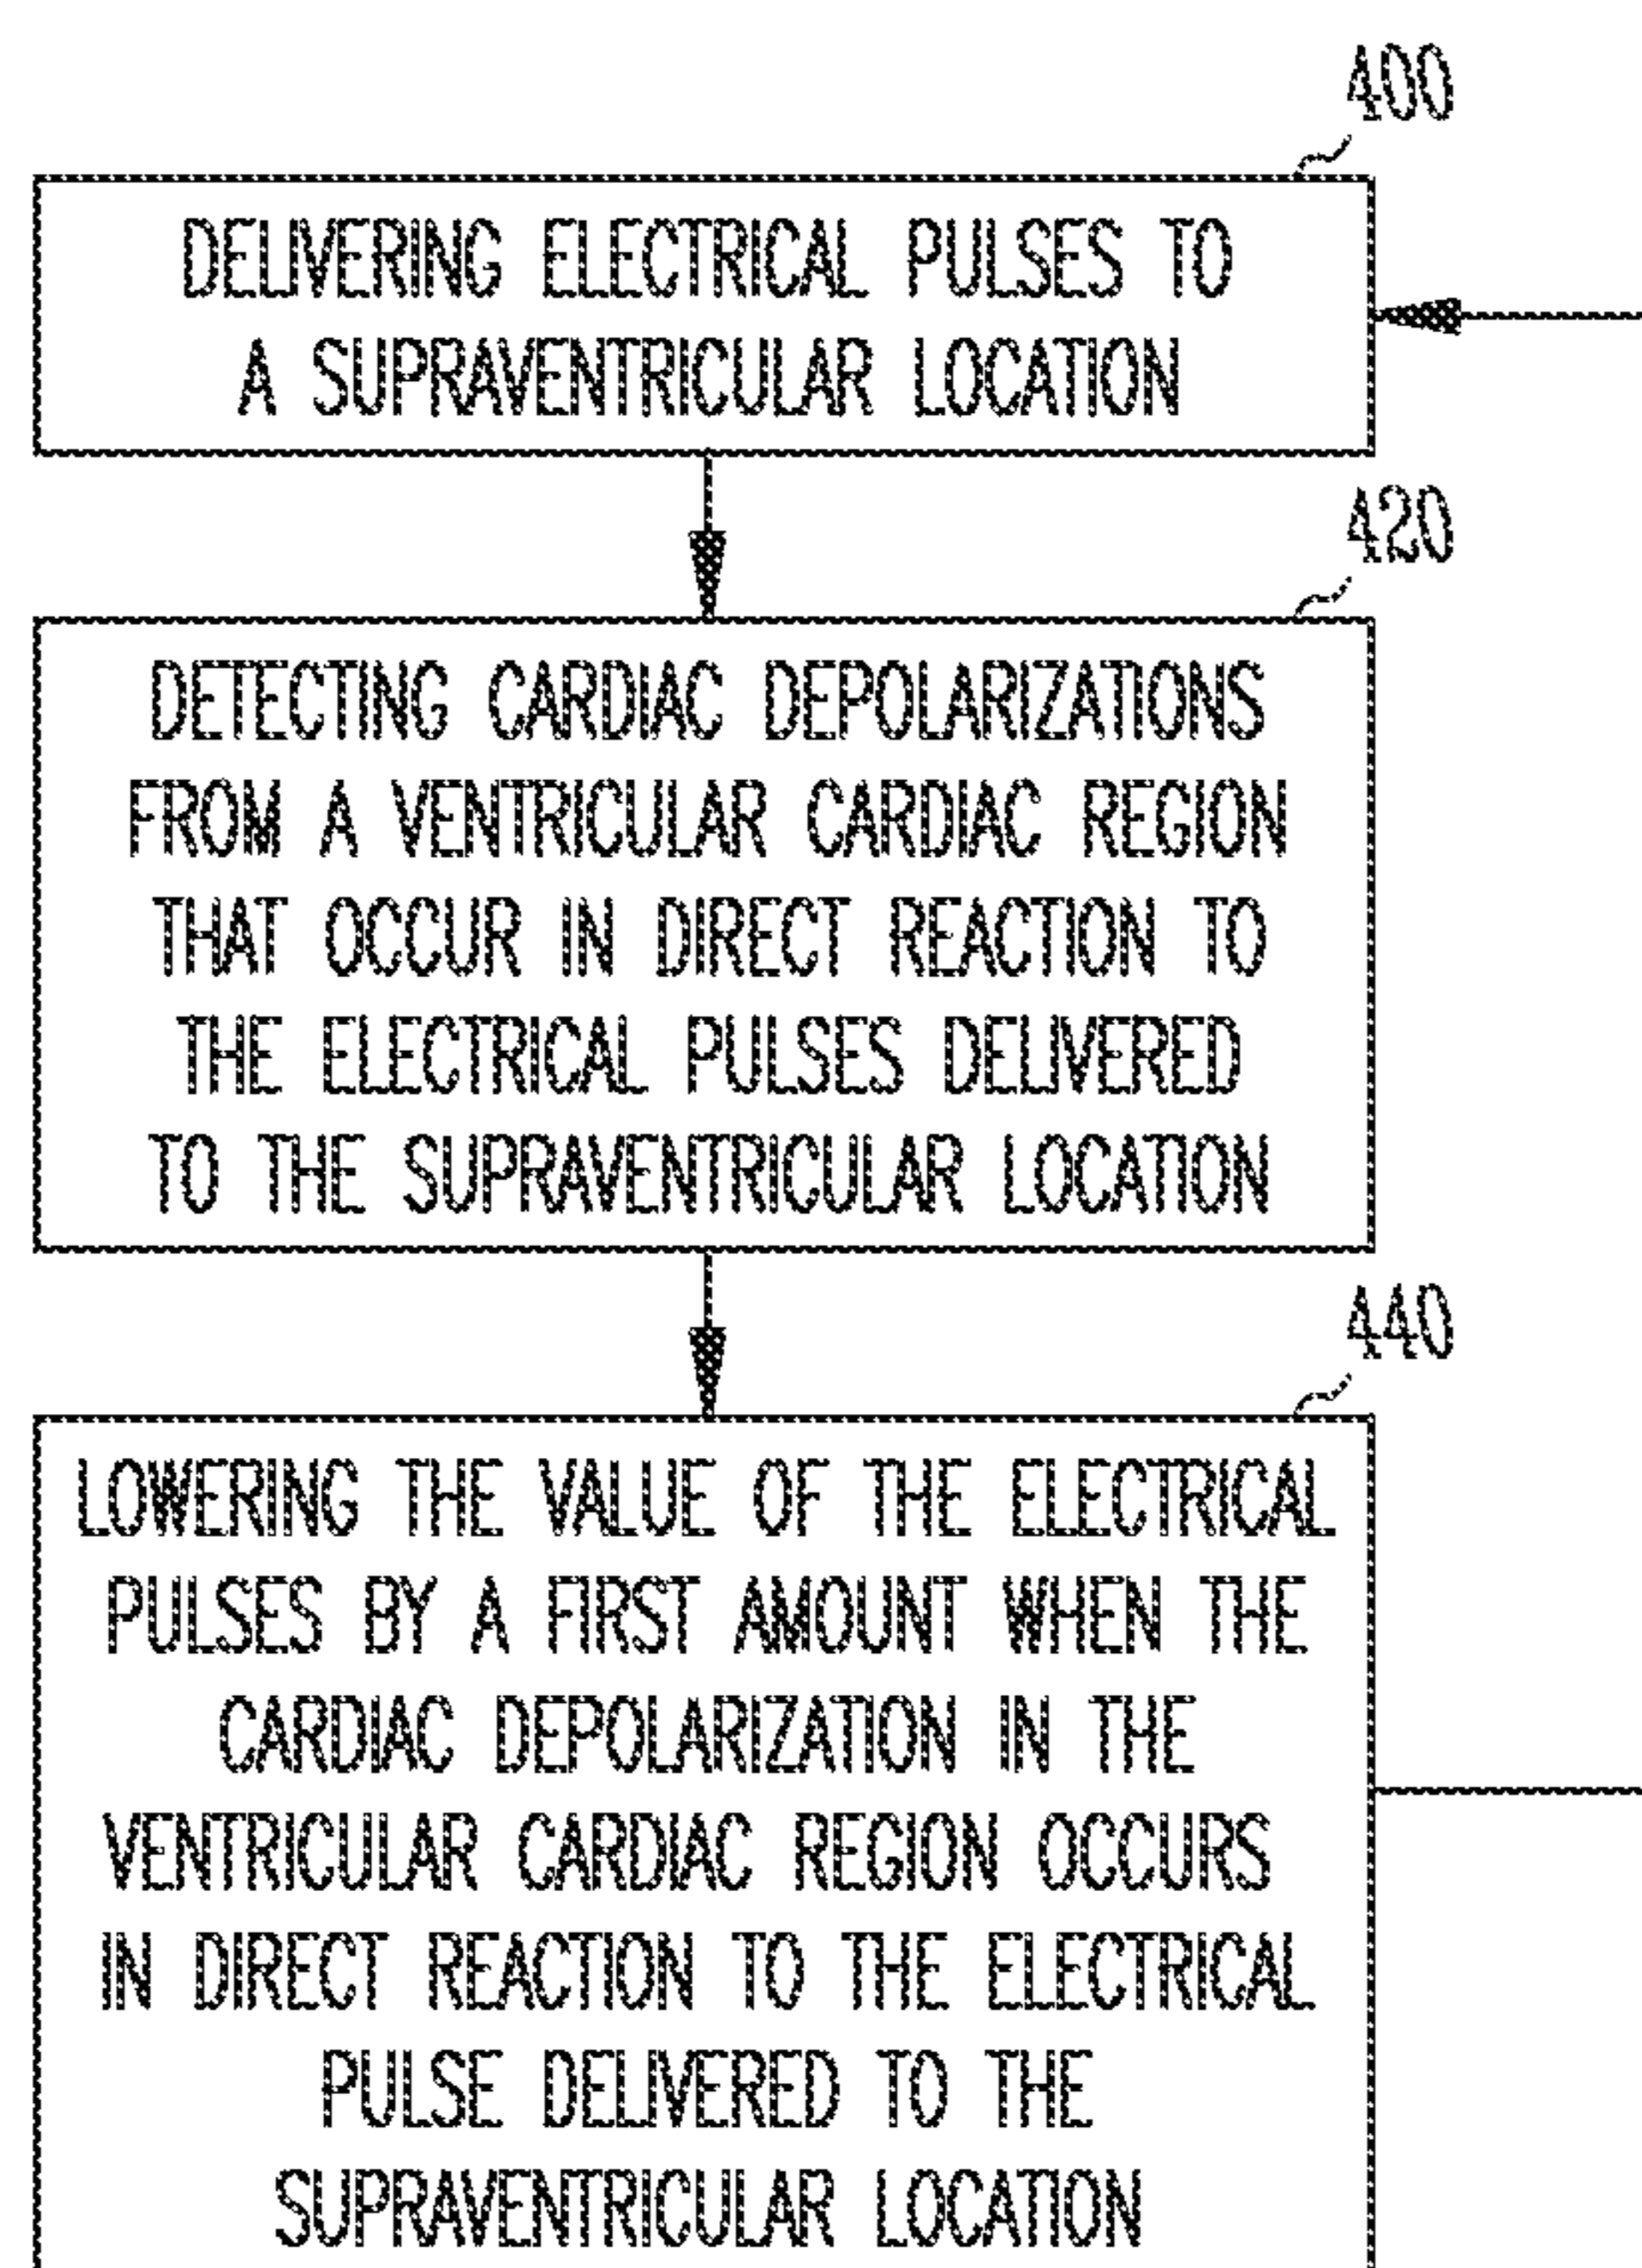 400
DELIVERING ELECTRICAL PULSES TO
A SUPRAVENTRICULAR LOCATION
420
DETECTING CARDIAC DEPOLARIZATIONS
FROM A VENTRICULAR CARDIAC REGION
THAT OCCUR IN DIRECT REACTION TO
THE ELECTRICAL PULSES DELIVERED
TO THE SUPRAVENTRICULAR LOCATION
440
LOWERING THE VALUE OF THE ELECTRICAL
PULSES BY A FIRST AMOUNT WHEN THE
CARDIAC DEPOLARIZATION IN THE
VENTRICULAR CARDIAC REGION OCCURS
IN DIRECT REACTION TO THE ELECTRICAL
PULSE DELIVERED TO THE
SUPRAVENTRICULAR LOCATION